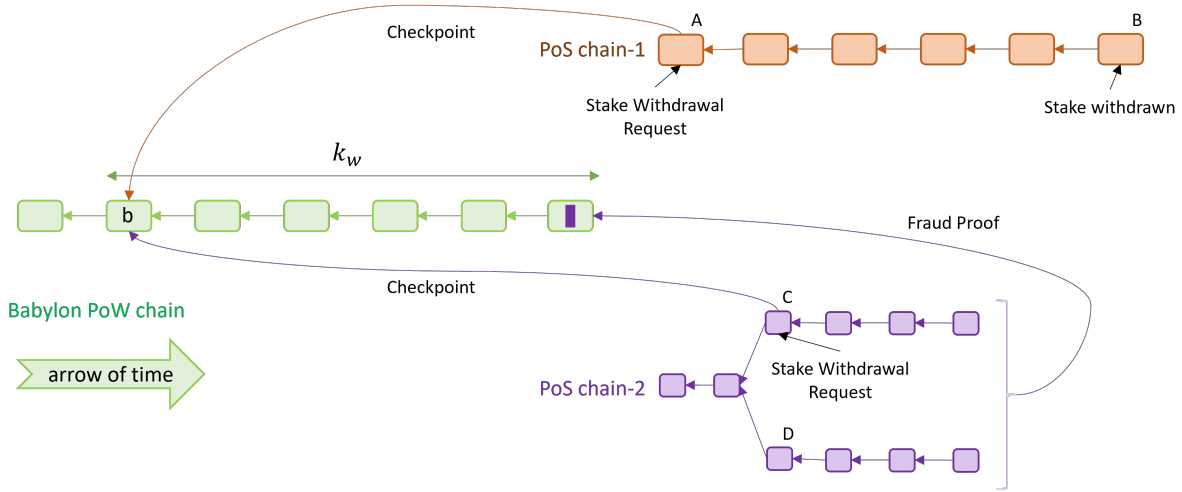 A
B
Checkpoint
PoS chain-1
Stake Withdrawal
Request
Stake withdrawn
k_w
b
Fraud Proof
Checkpoint
C
Babylon PoW chain
arrow of time
Stake Withdrawal
Request
PoS chain-2
D